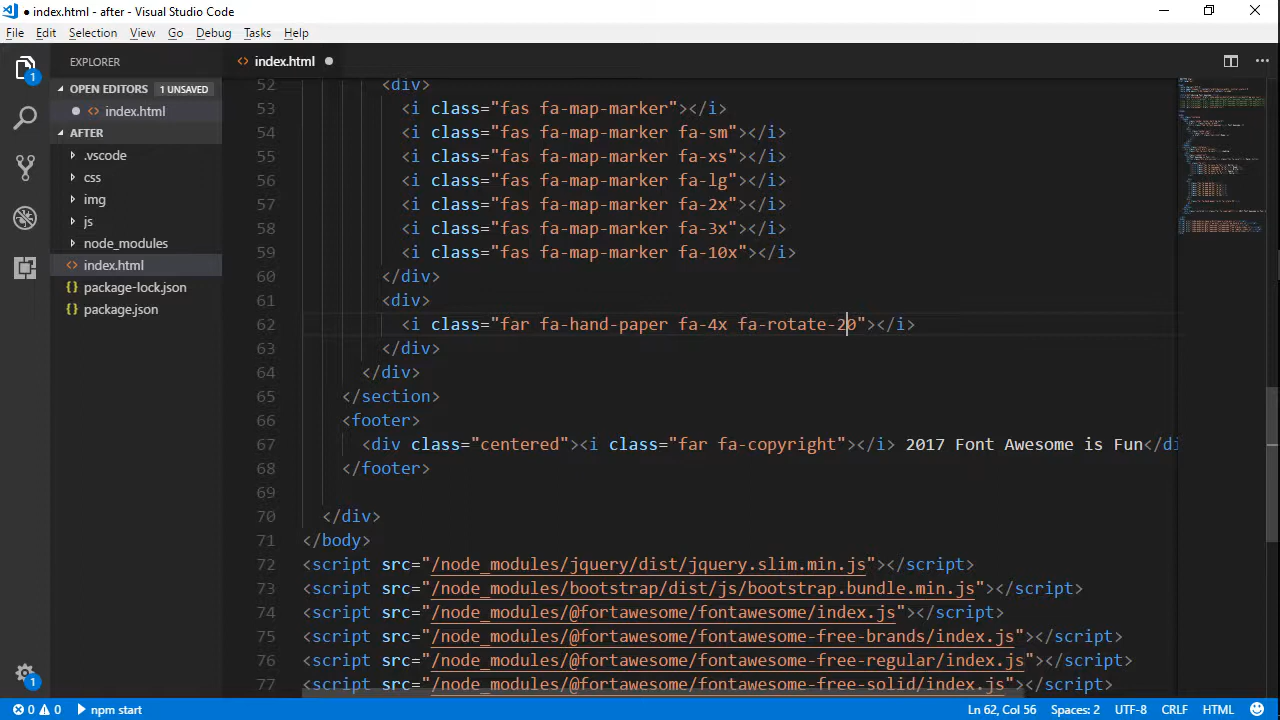 ● index.html - after - Visual Studio Code
File Edit Selection View Go Debug Tasks Help
EXPLORER
OPEN EDITORS 1 UNSAVED
● <> index.html
AFTER
.vscode
css
img
js
node_modules
<> index.html
package-lock.json
package.json
1
1
<> index.html ●
52 <div>
53 <i class="fas fa-map-marker"></i>
54 <i class="fas fa-map-marker fa-sm"></i>
55 <i class="fas fa-map-marker fa-xs"></i>
56 <i class="fas fa-map-marker fa-lg"></i>
57 <i class="fas fa-map-marker fa-2x"></i>
58 <i class="fas fa-map-marker fa-3x"></i>
59 <i class="fas fa-map-marker fa-10x"></i>
60 </div>
61 <div>
62 <i class="far fa-hand-paper fa-4x fa-rotate-20"></i>
63 </div>
64 </div>
65 </section>
66 <footer>
67 <div class="centered"><i class="far fa-copyright"></i> 2017 Font Awesome is Fun</di
68 </footer>
69
70 </div>
71 </body>
72 <script src="/node_modules/jquery/dist/jquery.slim.min.js"></script>
73 <script src="/node_modules/bootstrap/dist/js/bootstrap.bundle.min.js"></script>
74 <script src="/node_modules/@fortawesome/fontawesome/index.js"></script>
75 <script src="/node_modules/@fortawesome/fontawesome-free-brands/index.js"></script>
76 <script src="/node_modules/@fortawesome/fontawesome-free-regular/index.js"></script>
77 <script src="/node_modules/@fortawesome/fontawesome-free-solid/index.js"></script>
0 0 npm start Ln 62, Col 56 Spaces: 2 UTF-8 CRLF HTML